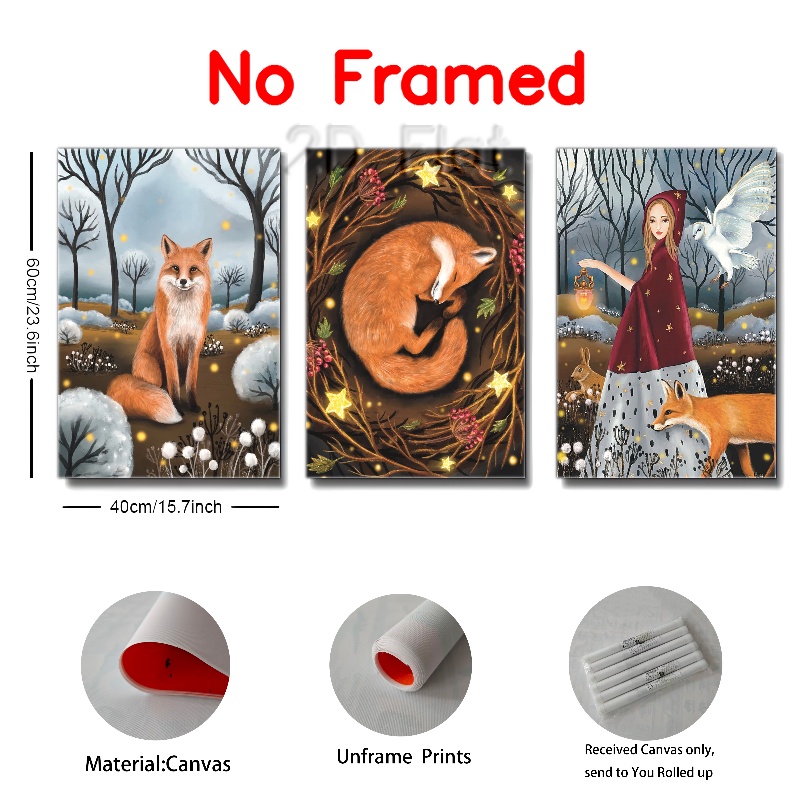 No Framed
2D Flat
60cm/23.6inch
40cm/15.7inch
Material:Canvas
Unframe Prints
Received Canvas only,
send to You Rolled up